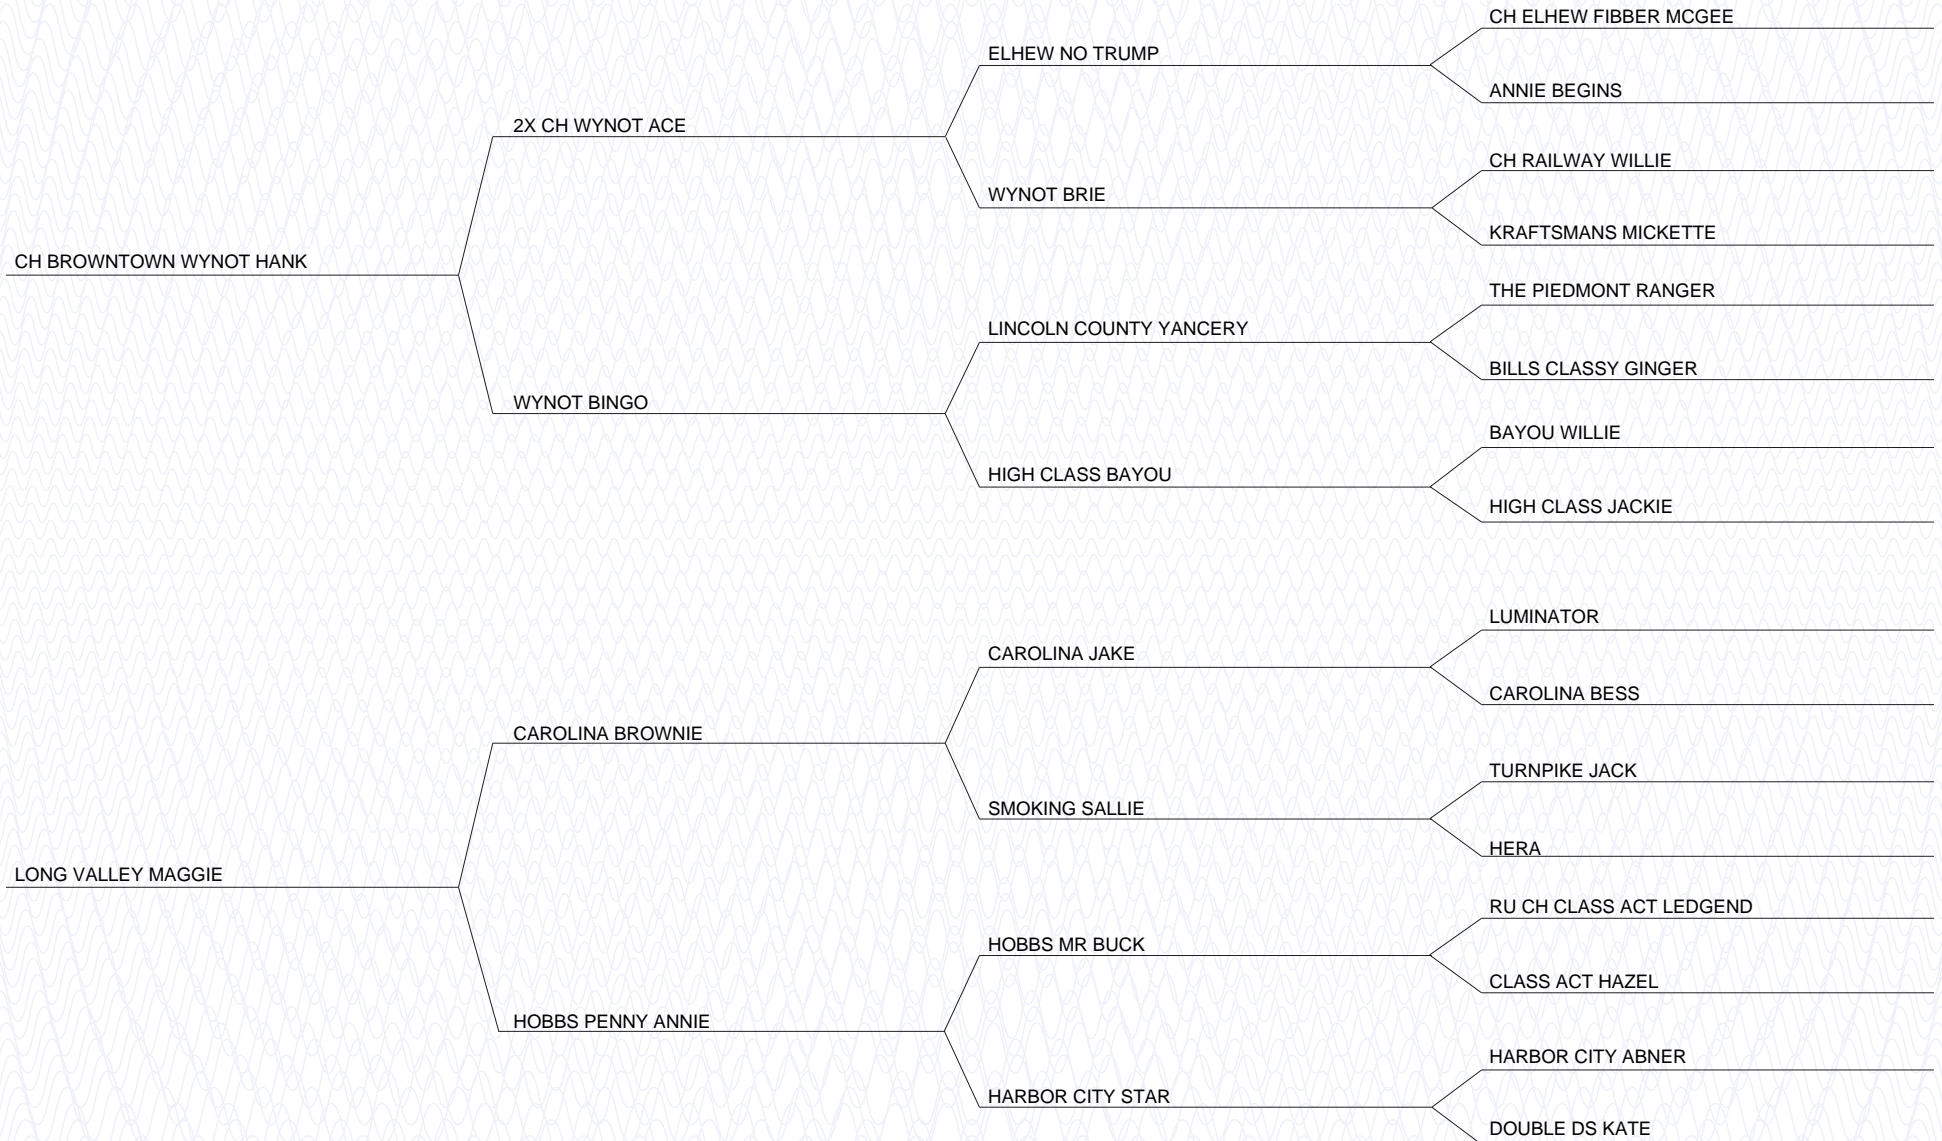 CH ELHEW FIBBER MCGEE
ELHEW NO TRUMP
ANNIE BEGINS
2X CH WYNOT ACE
CH RAILWAY WILLIE
WYNOT BRIE
KRAFTSMANS MICKETTE
CH BROWNTOWN WYNOT HANK
THE PIEDMONT RANGER
LINCOLN COUNTY YANCERY
BILLS CLASSY GINGER
WYNOT BINGO
BAYOU WILLIE
HIGH CLASS BAYOU
HIGH CLASS JACKIE
LUMINATOR
CAROLINA JAKE
CAROLINA BESS
CAROLINA BROWNIE
TURNPIKE JACK
SMOKING SALLIE
HERA
LONG VALLEY MAGGIE
RU CH CLASS ACT LEDGEND
HOBBS MR BUCK
CLASS ACT HAZEL
HOBBS PENNY ANNIE
HARBOR CITY ABNER
HARBOR CITY STAR
DOUBLE DS KATE